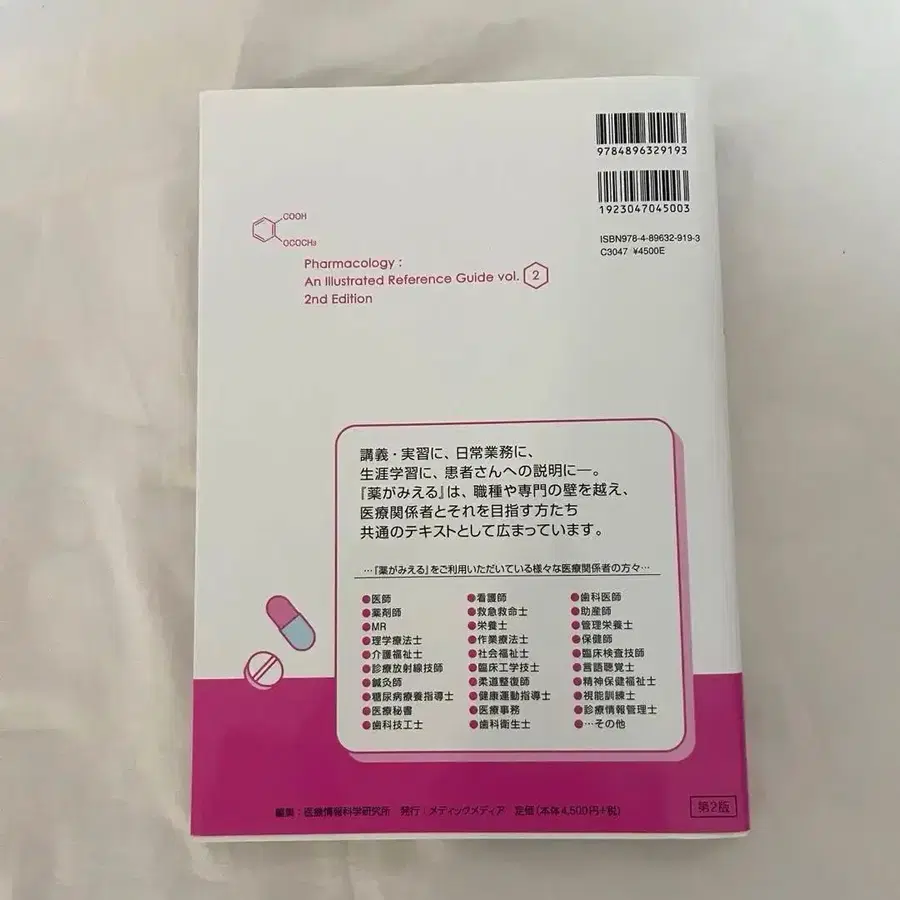 9784896329193
1923047045003
ISBN978-4-89632-919-3
C3047 ¥4500E
COOH
OCOCH₃
Pharmacology :
An Illustrated Reference Guide vol. 2
2nd Edition
講義・実習に、日常業務に、
生涯学習に、患者さんへの説明に―。
『薬がみえる』は、職種や専門の壁を越え、
医療関係者とそれを目指す方たち
共通のテキストとして広まっています。
…『薬がみえる』をご利用いただいている様々な医療関係者の方々…
●医師 ●看護師 ●歯科医師
●薬剤師 ●救急救命士 ●助産師
●MR ●栄養士 ●管理栄養士
●理学療法士 ●作業療法士 ●保健師
●介護福祉士 ●社会福祉士 ●臨床検査技師
●診療放射線技師 ●臨床工学技士 ●言語聴覚士
●鍼灸師 ●柔道整復師 ●精神保健福祉士
●糖尿病療養指導士 ●健康運動指導士 ●視能訓練士
●医療秘書 ●医療事務 ●診療情報管理士
●歯科技工士 ●歯科衛生士 ●…その他
編集：医療情報科学研究所 発行：メディックメディア 定価（本体4,500円+税）
第2版